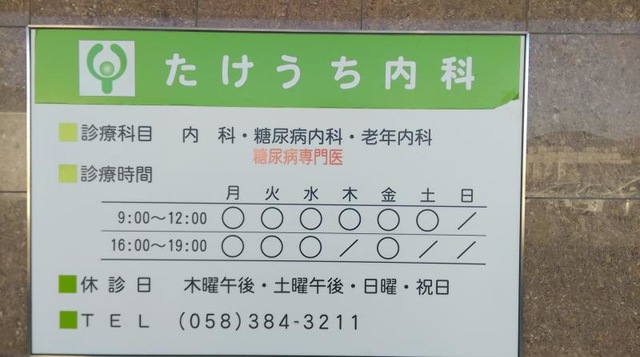 たけうち内科
診療科目 内 科・糖尿病内科・老年内科
糖尿病専門医
診療時間
月 火 水 木 金 土 日
9:00～12:00 ○ ○ ○ ○ ○ ○ ／
16:00～19:00 ○ ○ ○ ／ ○ ／ ／
休 診 日 木曜午後・土曜午後・日曜・祝日
T E L (058)384-3211